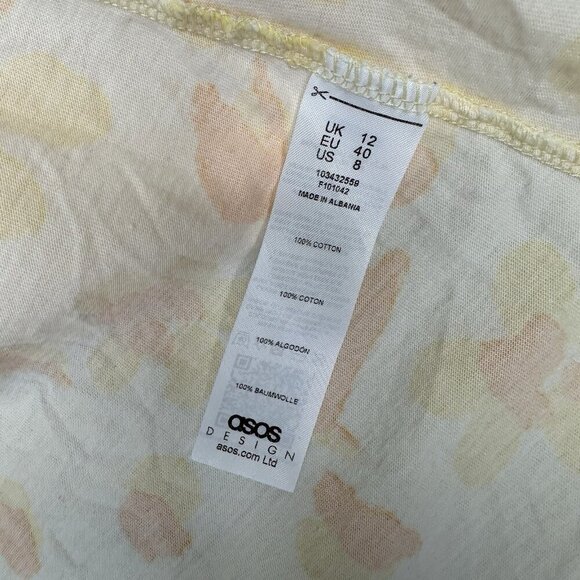 UK 12
EU 40
US 8
103432559
F101042
MADE IN ALBANIA
100% COTTON
100% COTON
100% ALGODÓN
100% BAUMWOLLE
asos
DESIGN
asos.com Ltd